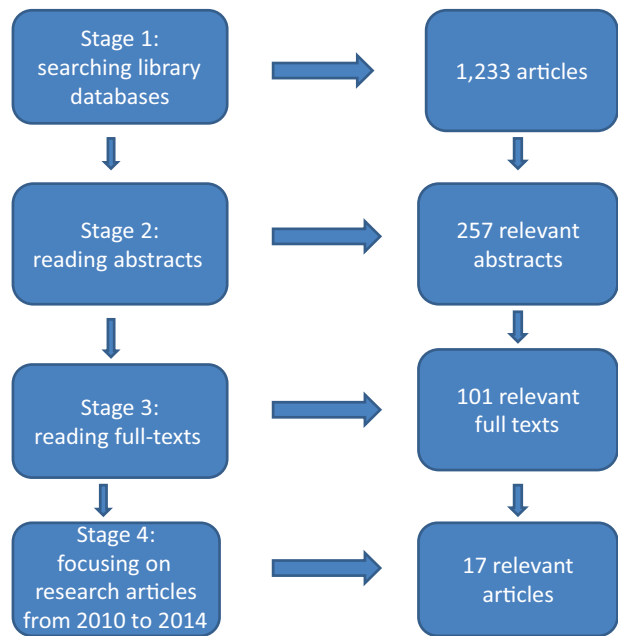 Stage 1:
searching library
databases
1,233 articles
Stage 2:
reading abstracts
257 relevant
abstracts
Stage 3:
reading full-texts
101 relevant
full texts
Stage 4:
focusing on
research articles
from 2010 to 2014
17 relevant
articles